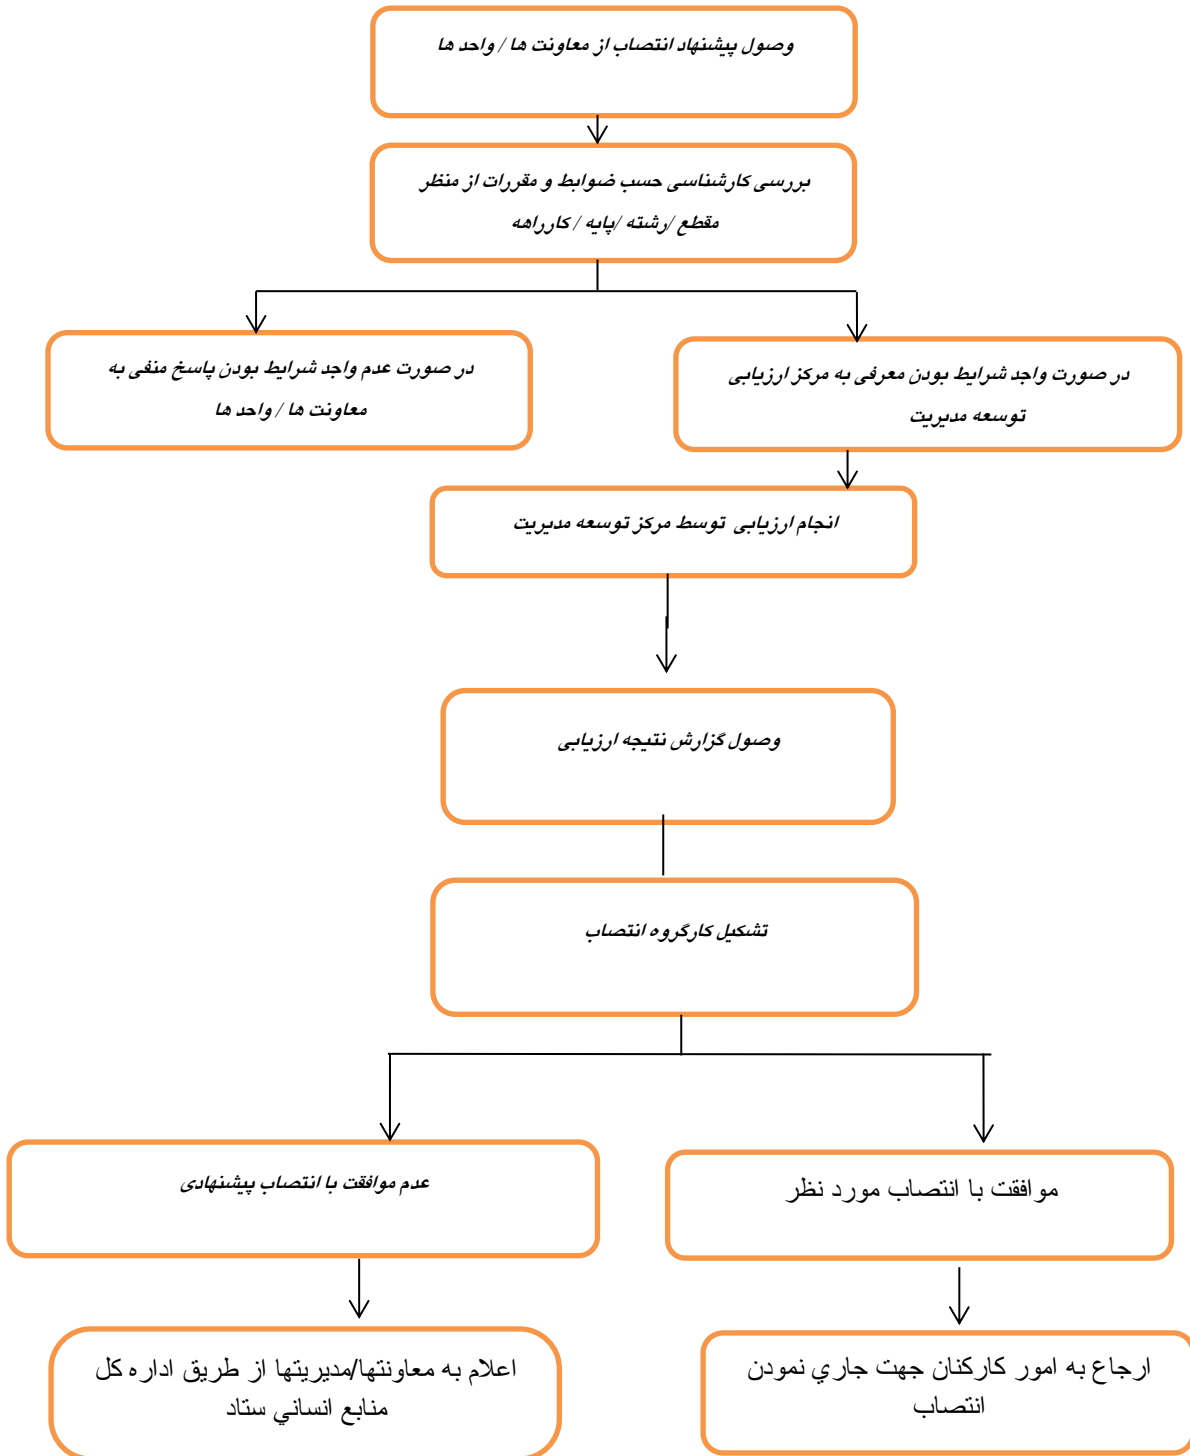 وصول پیشنهاد انتصاب از معاونت ها / واحد ها
بررسی کارشناسی حسب ضوابط و مقررات از منظر
مقطع /رشته /پایه / کارراهه
در صورت واجد شرایط بودن معرفی به مرکز ارزیابی
توسعه مدیریت
در صورت عدم واجد شرایط بودن پاسخ منفی به
معاونت ها / واحد ها
انجام ارزیابی توسط مرکز توسعه مدیریت
وصول گزارش نتیجه ارزیابی
تشکیل کارگروه انتصاب
موافقت با انتصاب مورد نظر
عدم موافقت با انتصاب پیشنهادی
ارجاع به امور کارکنان جهت جاري نمودن
انتصاب
اعلام به معاونتها/مدیریتها از طریق اداره کل
منابع انساني ستاد